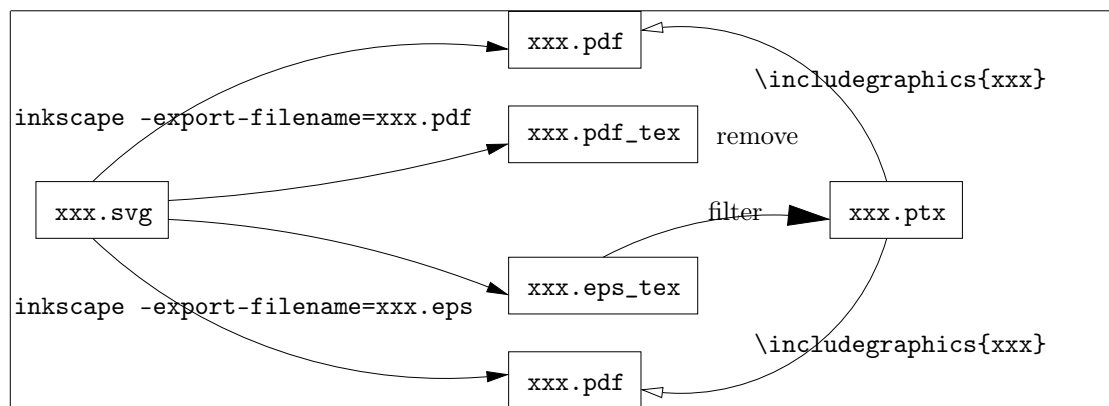 xxx.pdf
\includegraphics{xxx}
inkscape -export-filename=xxx.pdf
xxx.pdf_tex
remove
xxx.svg
filter
xxx.ptx
xxx.eps_tex
inkscape -export-filename=xxx.eps
\includegraphics{xxx}
xxx.pdf